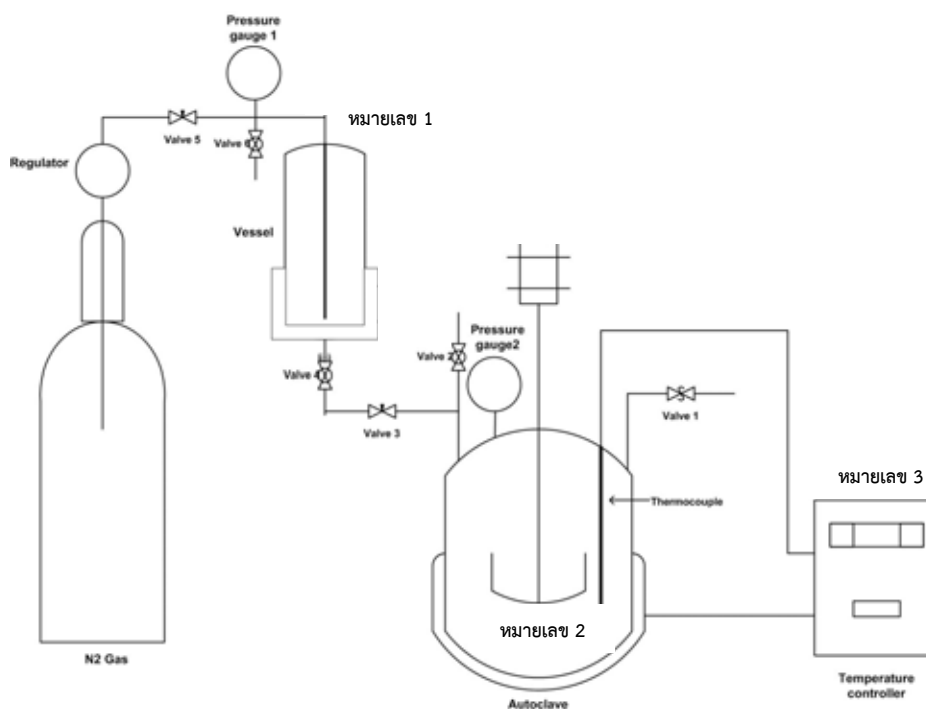 Pressure
gauge 1
หมายเลข 1
Valve 5
Valve 6
Regulator
Vessel
Pressure
gauge2
Valve 2
Valve 4
Valve 1
Valve 3
หมายเลข 3
Thermocouple
หมายเลข 2
N2 Gas
Temperature
controller
Autoclave